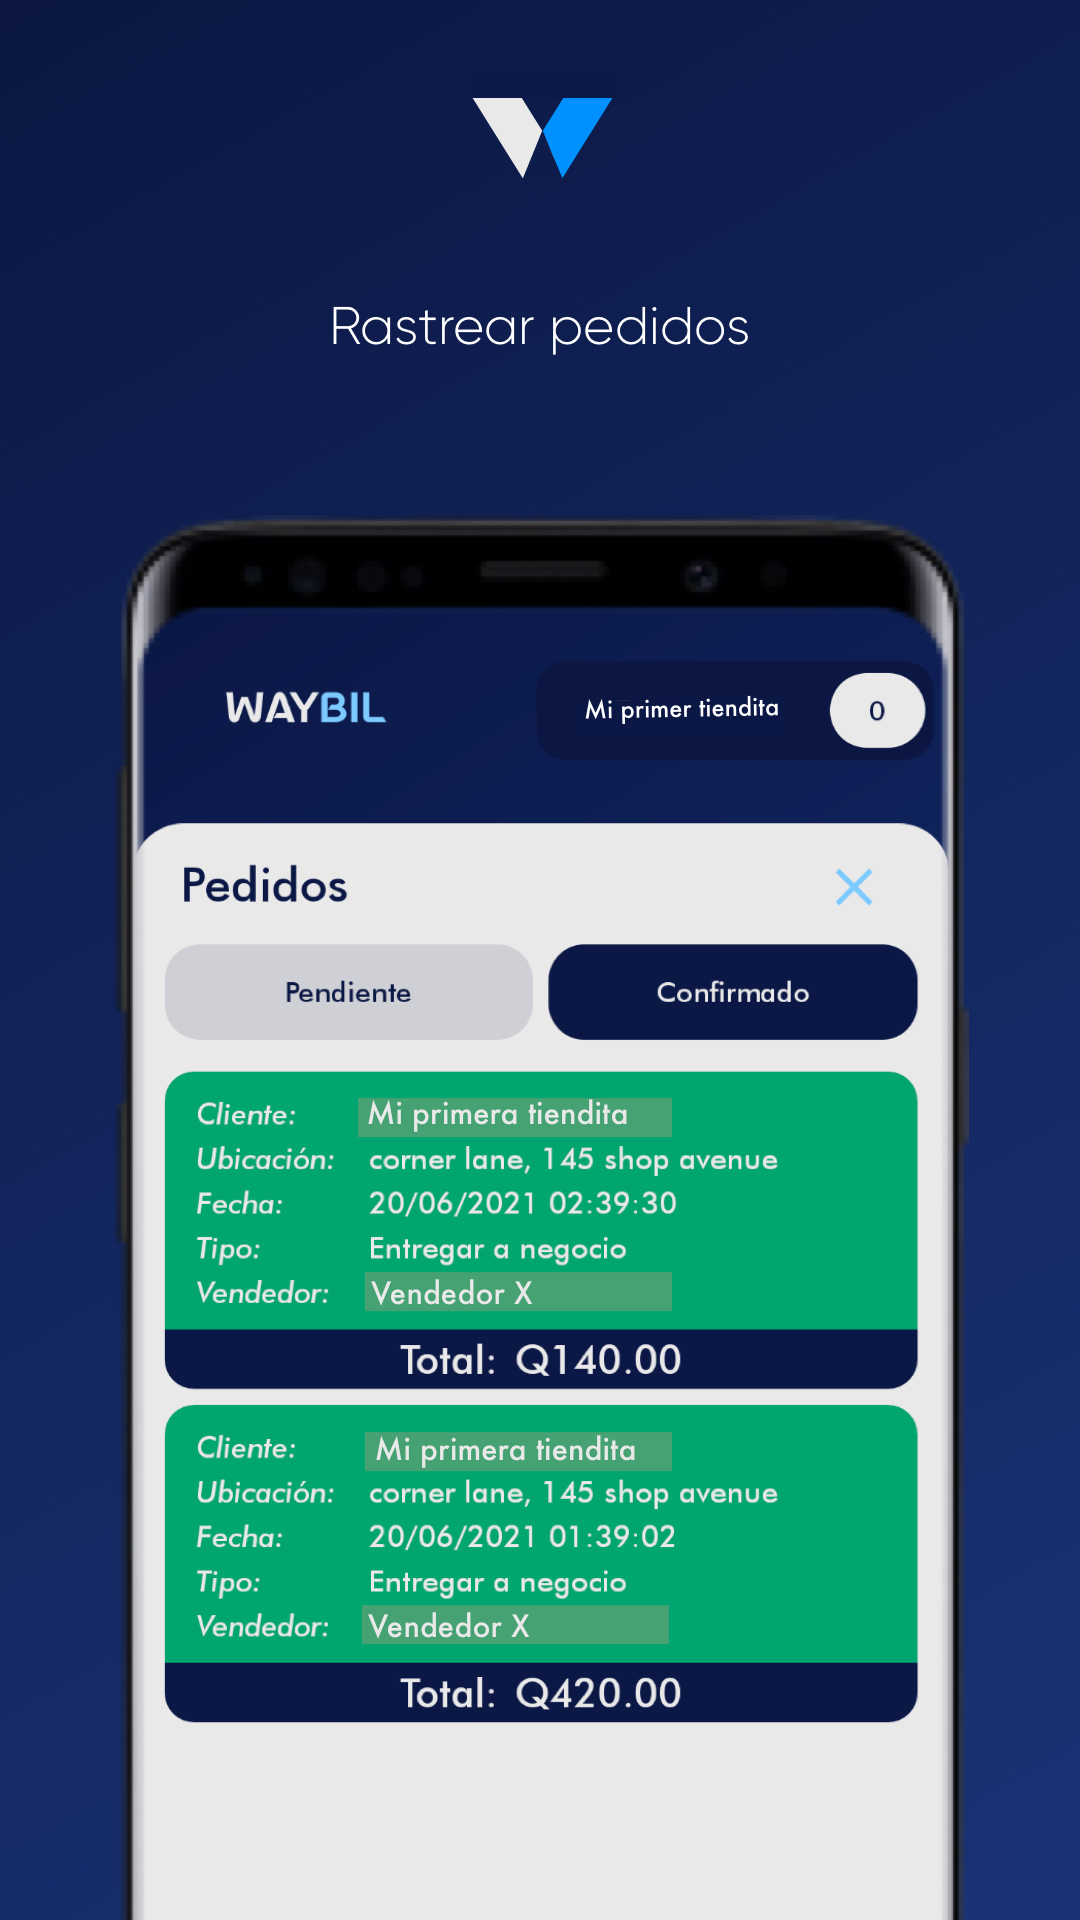 Rastrear pedidos
WAYBIL
Mi primer tiendita
0
Pedidos
Pendiente
Confirmado
Cliente: Mi primera tiendita
Ubicación: corner lane, 145 shop avenue
Fecha: 20/06/2021 02:39:30
Tipo: Entregar a negocio
Vendedor: Vendedor X
Total: Q140.00
Cliente: Mi primera tiendita
Ubicación: corner lane, 145 shop avenue
Fecha: 20/06/2021 01:39:02
Tipo: Entregar a negocio
Vendedor: Vendedor X
Total: Q420.00